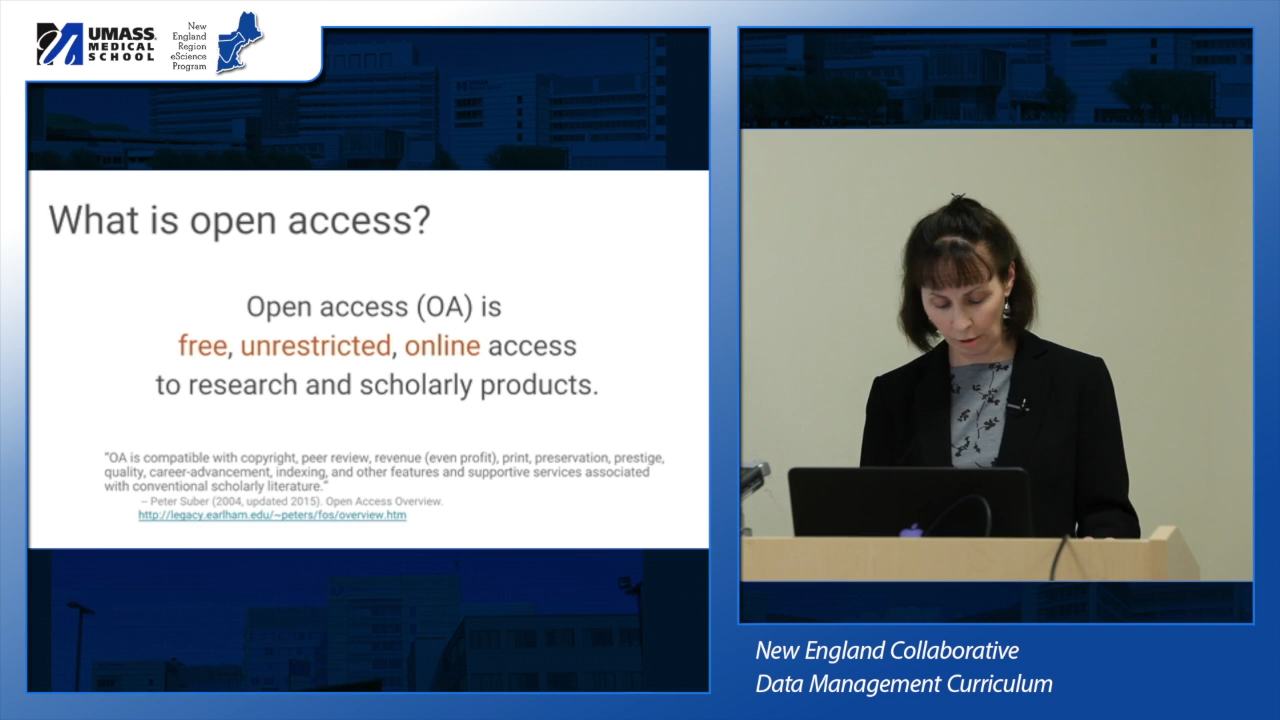 UMASS
MEDICAL
SCHOOL
New
England
Region
eScience
Program
What is open access?
Open access (OA) is
free, unrestricted, online access
to research and scholarly products.
"OA is compatible with copyright, peer review, revenue (even profit), print, preservation, prestige,
quality, career-advancement, indexing, and other features and supportive services associated
with conventional scholarly literature."
– Peter Suber (2004, updated 2015). Open Access Overview.
http://legacy.earlham.edu/~peters/fos/overview.htm
New England Collaborative
Data Management Curriculum